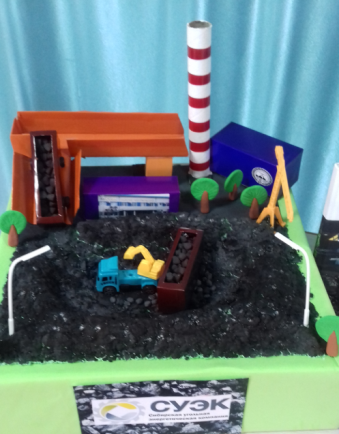 СУЭК
Сибирская угольная
энергетическая компания